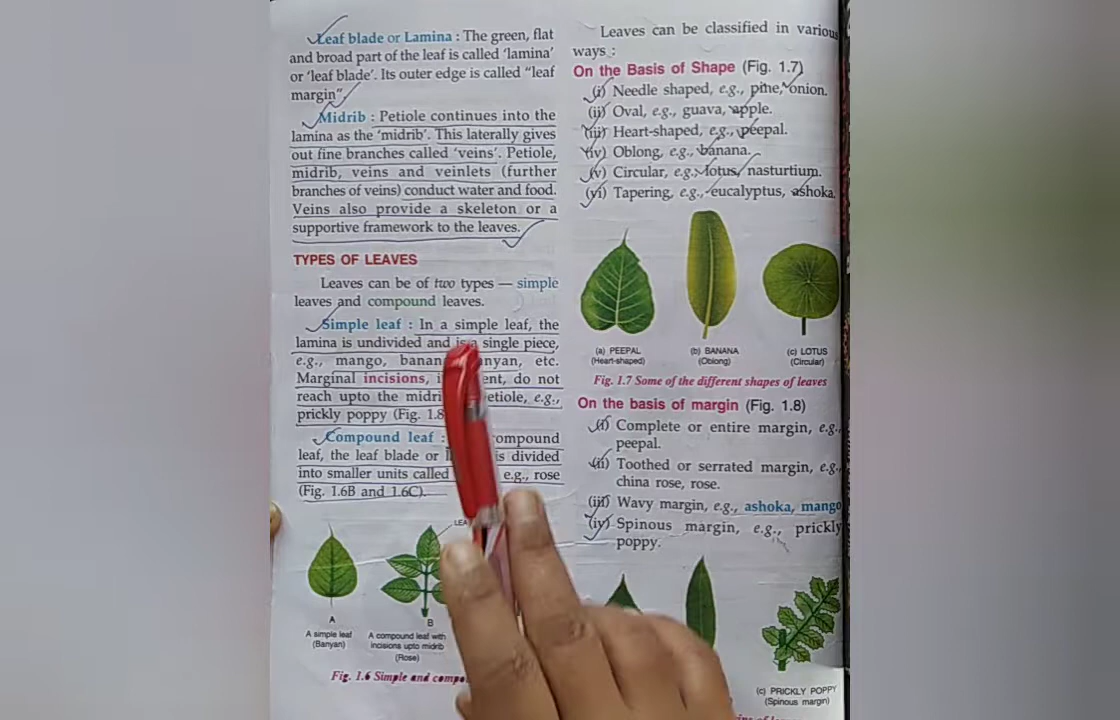 Leaf blade or Lamina : The green, flat
and broad part of the leaf is called 'lamina'
or 'leaf blade'. Its outer edge is called "leaf
margin".
Midrib : Petiole continues into the
lamina as the 'midrib'. This laterally gives
out fine branches called 'veins'. Petiole,
midrib, veins and veinlets (further
branches of veins) conduct water and food.
Veins also provide a skeleton or a
supportive framework to the leaves.
TYPES OF LEAVES
Leaves can be of two types — simple
leaves and compound leaves.
Simple leaf : In a simple leaf, the
lamina is undivided and is a single piece,
e.g., mango, etc.
Marginal incisions, do not
reach upto the e.g.,
prickly poppy (Fig. 1.8
Compound leaf :
leaf, the leaf blade or is divided
into smaller units called e.g., rose
(Fig. 1.6B and 1.6C).
A
A simple leaf
(Banyan)
B
A compound leaf with
incisions upto midrib
(Rose)
Fig. 1.6 Simple and
Leaves can be classified in various
ways :
On the Basis of Shape (Fig. 1.7)
(i) Needle shaped, e.g., pine, onion.
(ii) Oval, e.g., guava, apple.
(iii) Heart-shaped, e.g., peepal.
(iv) Oblong, e.g., banana.
(v) Circular, e.g. lotus, nasturtium.
(vi) Tapering, e.g., eucalyptus, ashoka.
(a) PEEPAL
(Heart-shaped)
(b) BANANA
(Oblong)
(c) LOTUS
(Circular)
Fig. 1.7 Some of the different shapes of leaves
On the basis of margin (Fig. 1.8)
(i) Complete or entire margin, e.g.,
peepal.
(ii) Toothed or serrated margin, e.g.,
china rose, rose.
(iii) Wavy margin, e.g., ashoka, mango
(iv) Spinous margin, e.g., prickly
poppy.
(c) PRICKLY POPPY
(Spinous margin)